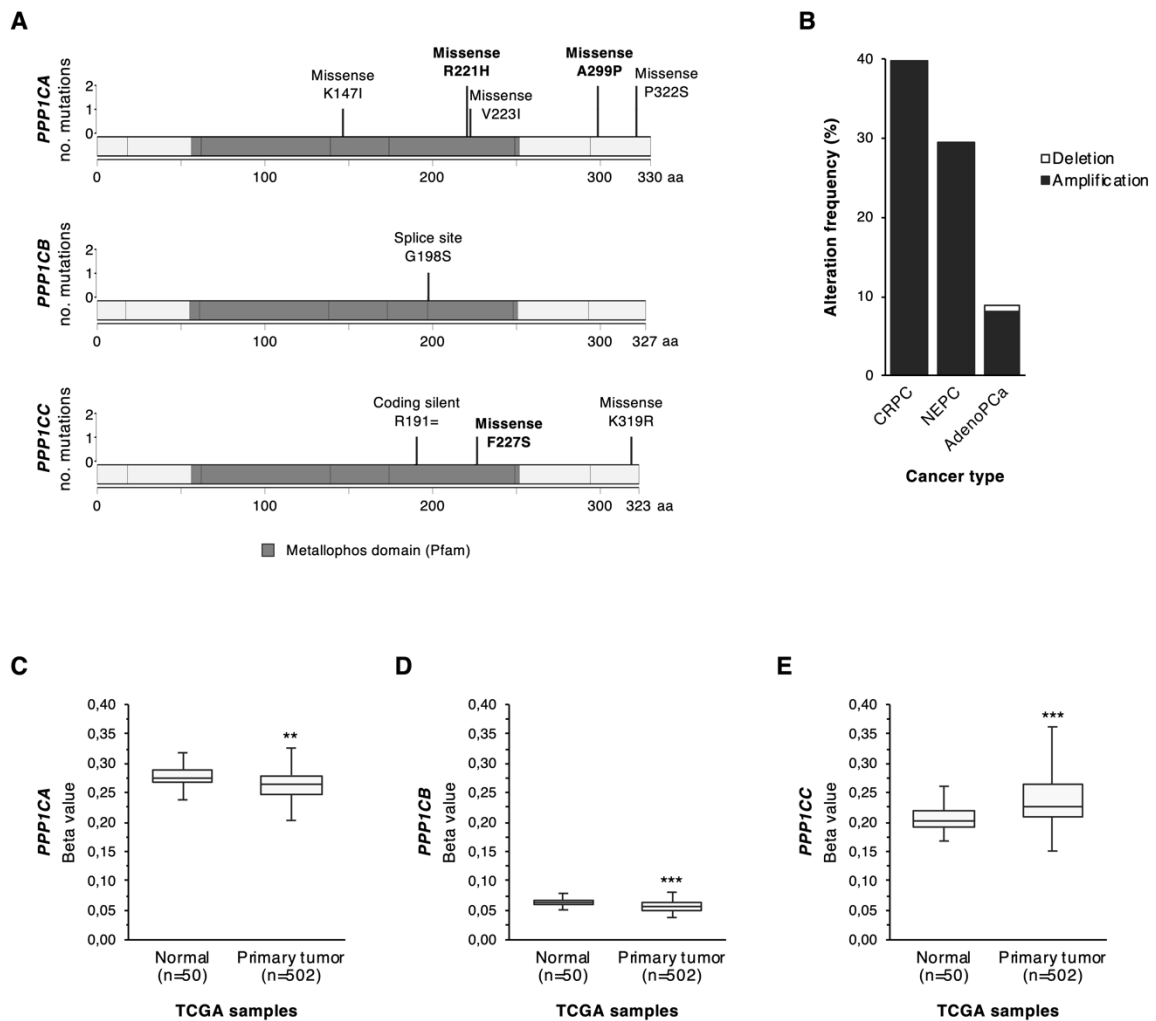 A
PPP1CA
no. mutations
2
1
0
Missense
K147I
Missense
R221H
Missense
V223I
Missense
A299P
Missense
P322S
0 100 200 300 330 aa
PPP1CB
no. mutations
2
1
0
Splice site
G198S
0 100 200 300 327 aa
PPP1CC
no. mutations
2
1
0
Coding silent
R191=
Missense
F227S
Missense
K319R
0 100 200 300 323 aa
Metallophos domain (Pfam)
B
Alteration frequency (%)
40
30
20
10
0
CRPC
NEPC
AdenoPCa
Cancer type
Deletion
Amplification
C
PPP1CA
Beta value
0,40
0,35
0,30
0,25
0,20
0,15
0,10
0,05
0,00
**
Normal
(n=50)
Primary tumor
(n=502)
TCGA samples
D
PPP1CB
Beta value
0,40
0,35
0,30
0,25
0,20
0,15
0,10
0,05
0,00
***
Normal
(n=50)
Primary tumor
(n=502)
TCGA samples
E
PPP1CC
Beta value
0,40
0,35
0,30
0,25
0,20
0,15
0,10
0,05
0,00
***
Normal
(n=50)
Primary tumor
(n=502)
TCGA samples